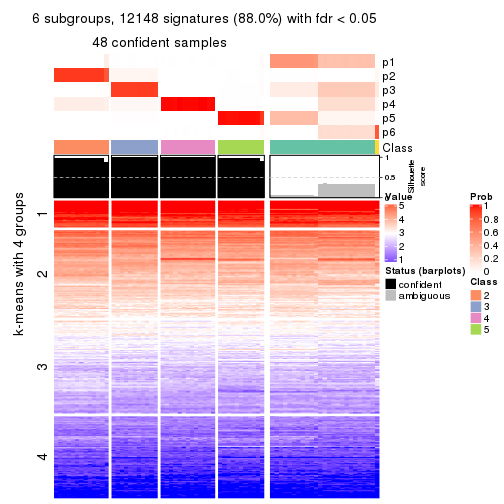 6 subgroups, 12148 signatures (88.0%) with fdr < 0.05
48 confident samples
p1
p2
p3
p4
p5
p6
Class
1
0.5
0
Silhouette
score
k-means with 4 groups
1
2
3
4
Value
5
4
3
2
1
Status (barplots)
confident
ambiguous
Prob
1
0.8
0.6
0.4
0.2
0
Class
2
3
4
5